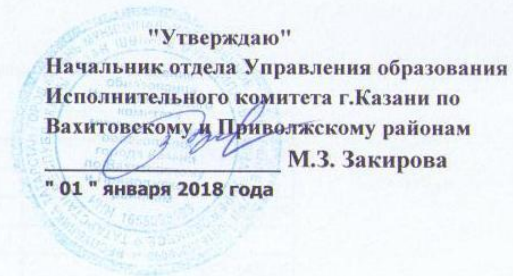 "Утверждаю"
Начальник отдела Управления образования
Исполнительного комитета г.Казани по
Вахитовскому и Приволжскому районам
М.З. Закирова
" 01 " января 2018 года